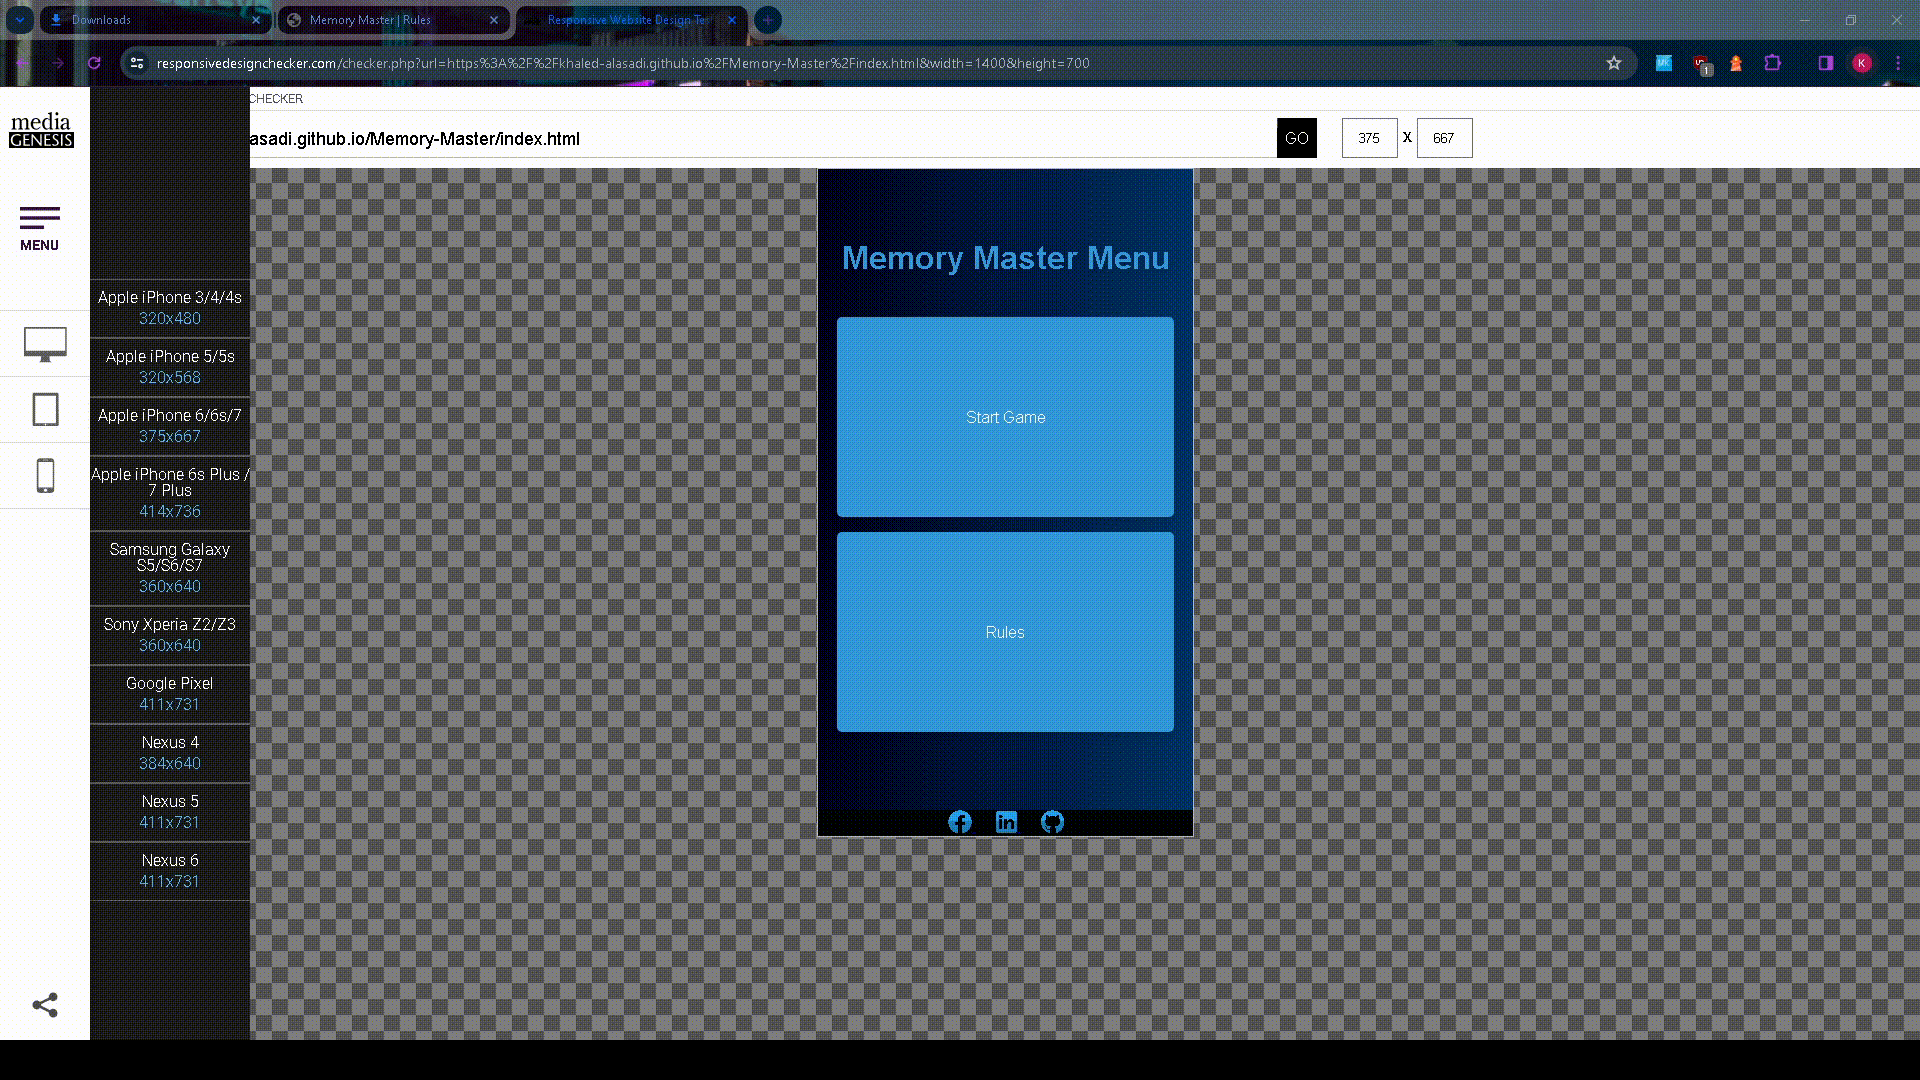 Downloads
Memory Master | Rules
Responsive Website Design Te
responsivedesignchecker.com/checker.php?url=https%3A%2F%2Fkhaled-alasadi.github.io%2FMemory-Master%2Findex.html&width=1400&height=700
MK
1
K
media
GENESIS
CHECKER
asadi.github.io/Memory-Master/index.html
GO
375
X
667
MENU
Apple iPhone 3/4/4s
320x480
Apple iPhone 5/5s
320x568
Apple iPhone 6/6s/7
375x667
Apple iPhone 6s Plus /
7 Plus
414x736
Samsung Galaxy
S5/S6/S7
360x640
Sony Xperia Z2/Z3
360x640
Google Pixel
411x731
Nexus 4
384x640
Nexus 5
411x731
Nexus 6
411x731
Memory Master Menu
Start Game
Rules
in